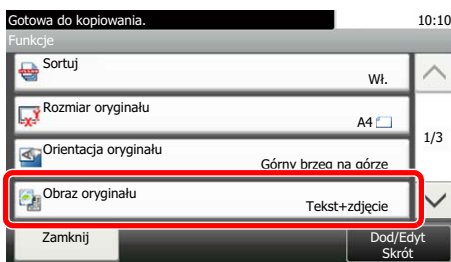 Gotowa do kopiowania. 10:10
Funkcje
Sortuj
Wł.
Rozmiar oryginału
A4
1/3
Orientacja oryginału
Górny brzeg na górze
Obraz oryginału
Tekst+zdjęcie
Zamknij
Dod/Edyt
Skrót